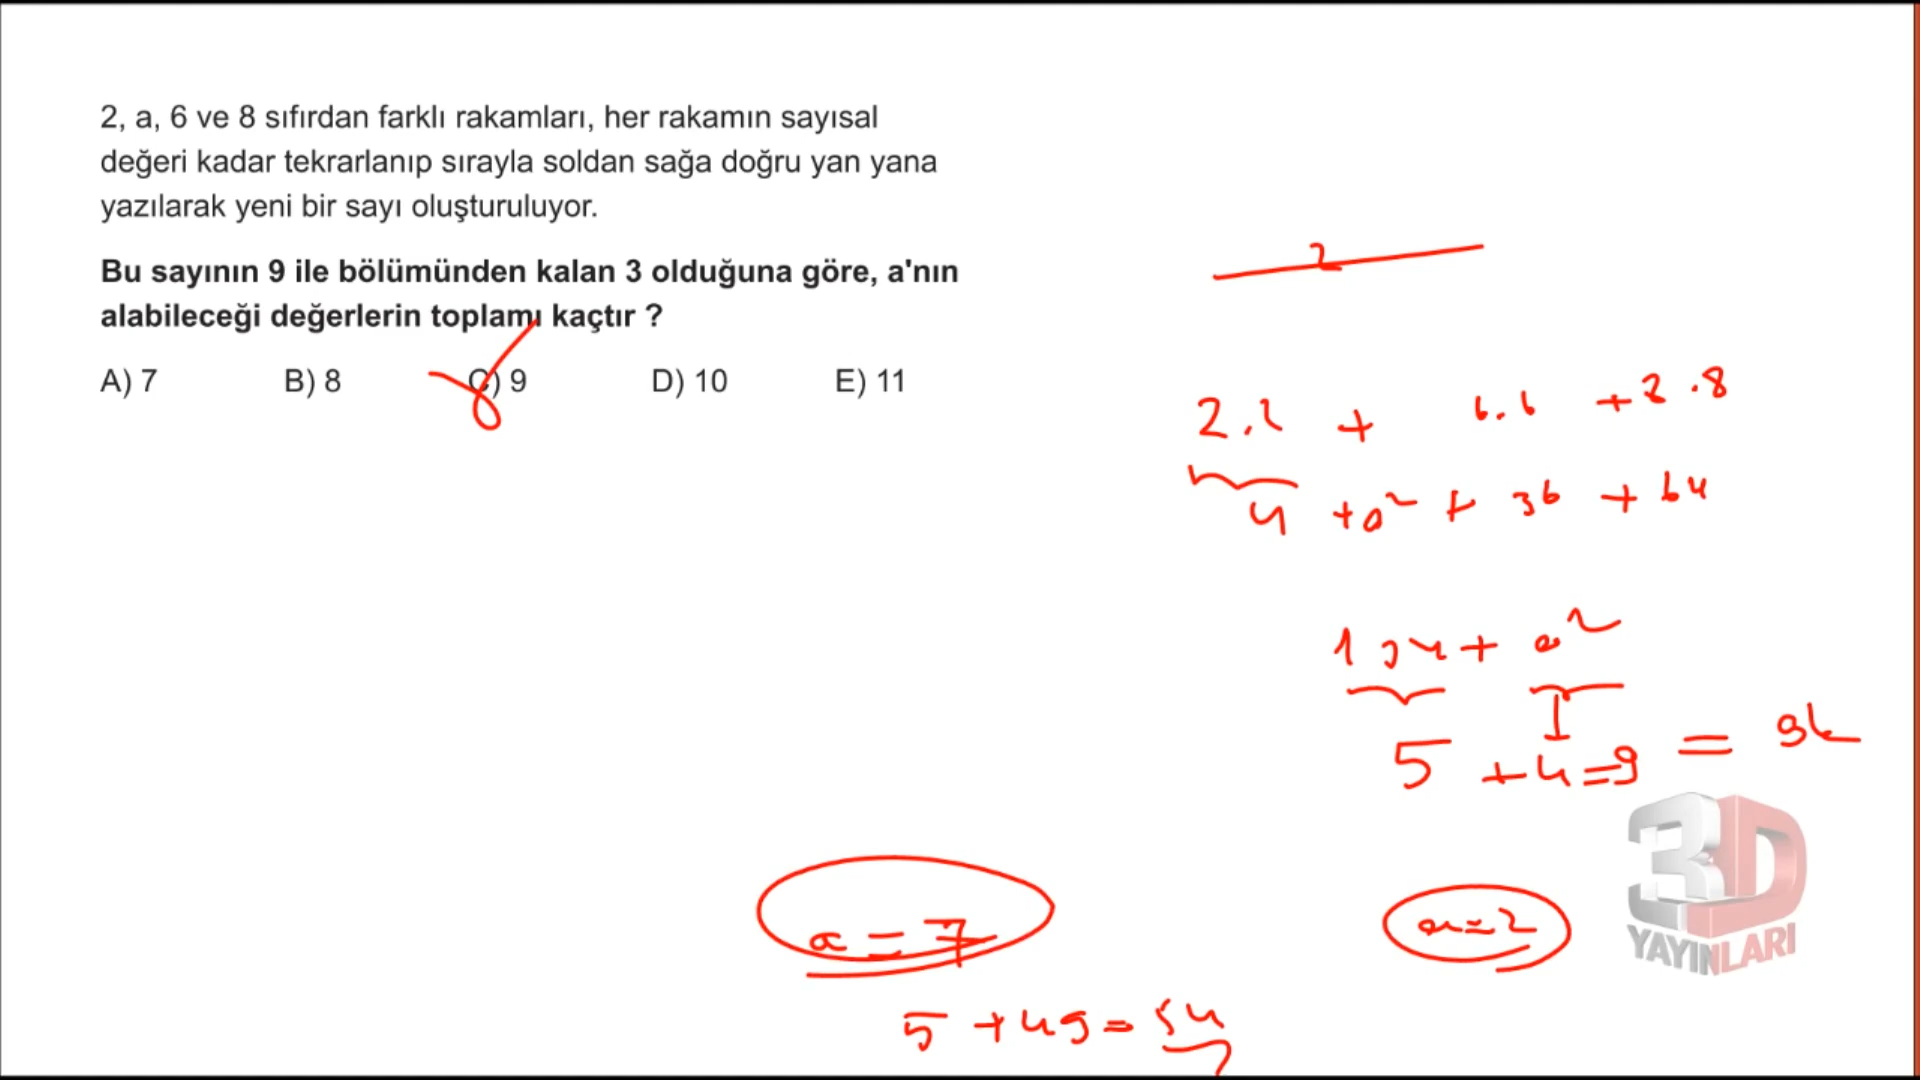 2, a, 6 ve 8 sıfırdan farklı rakamları, her rakamın sayısal
değeri kadar tekrarlanıp sırayla soldan sağa doğru yan yana
yazılarak yeni bir sayı oluşturuluyor.
Bu sayının 9 ile bölümünden kalan 3 olduğuna göre, a'nın
alabileceği değerlerin toplamı kaçtır ?
A) 7 B) 8 C) 9 D) 10 E) 11
2
2.2 + 6.6 + 8.8
4 + a² + 36 + 64
104 + a²
5 + 4 = 9 = 9k
a = 7
a = 2
5 + 49 = 54
3D
YAYINLARI